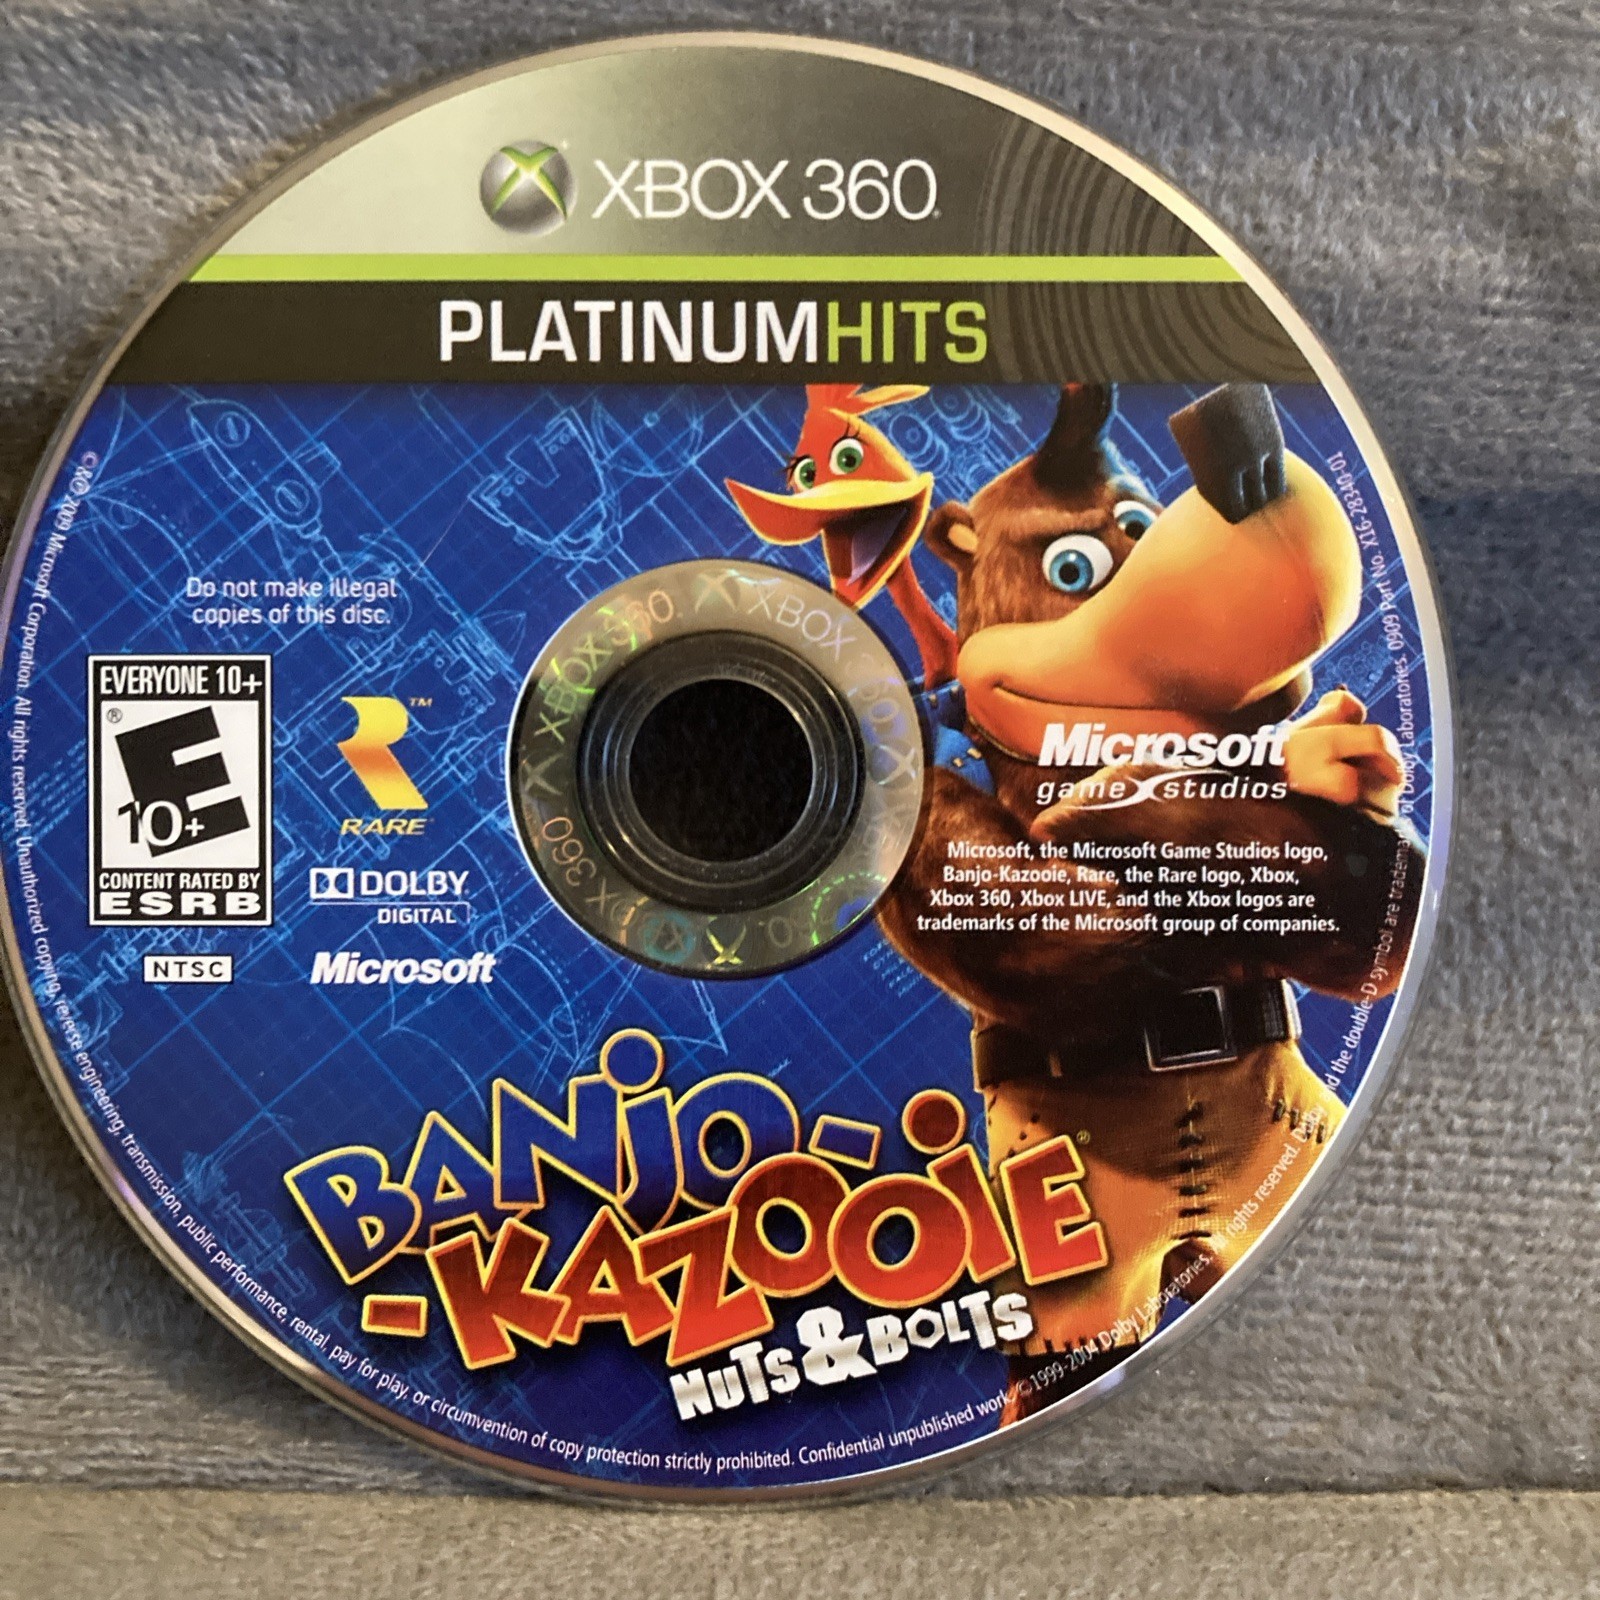 XBOX 360
PLATINUMHITS
Do not make illegal
copies of this disc.
EVERYONE 10+
E
10+
®
CONTENT RATED BY
ESRB
NTSC
™
RARE
DOLBY
DIGITAL
Microsoft
Microsoft
game studios
Microsoft, the Microsoft Game Studios logo,
Banjo-Kazooie, Rare, the Rare logo, Xbox,
Xbox 360, Xbox LIVE, and the Xbox logos are
trademarks of the Microsoft group of companies.
XBOX 360
XBOX 360
BANJO-
-KAZOOIE®
NUTS & BOLTS
2009 Microsoft Corporation. All rights reserved. Unauthorized copying, reverse engineering, transmission, public performance, rental, pay for play, or circumvention of copy protection strictly prohibited. Confidential unpublished work. ©1999-2004 Dolby Laboratories. All rights reserved. Dolby and the double-D symbol are trademarks of Dolby Laboratories. 0909 Part No. X16-28340-01